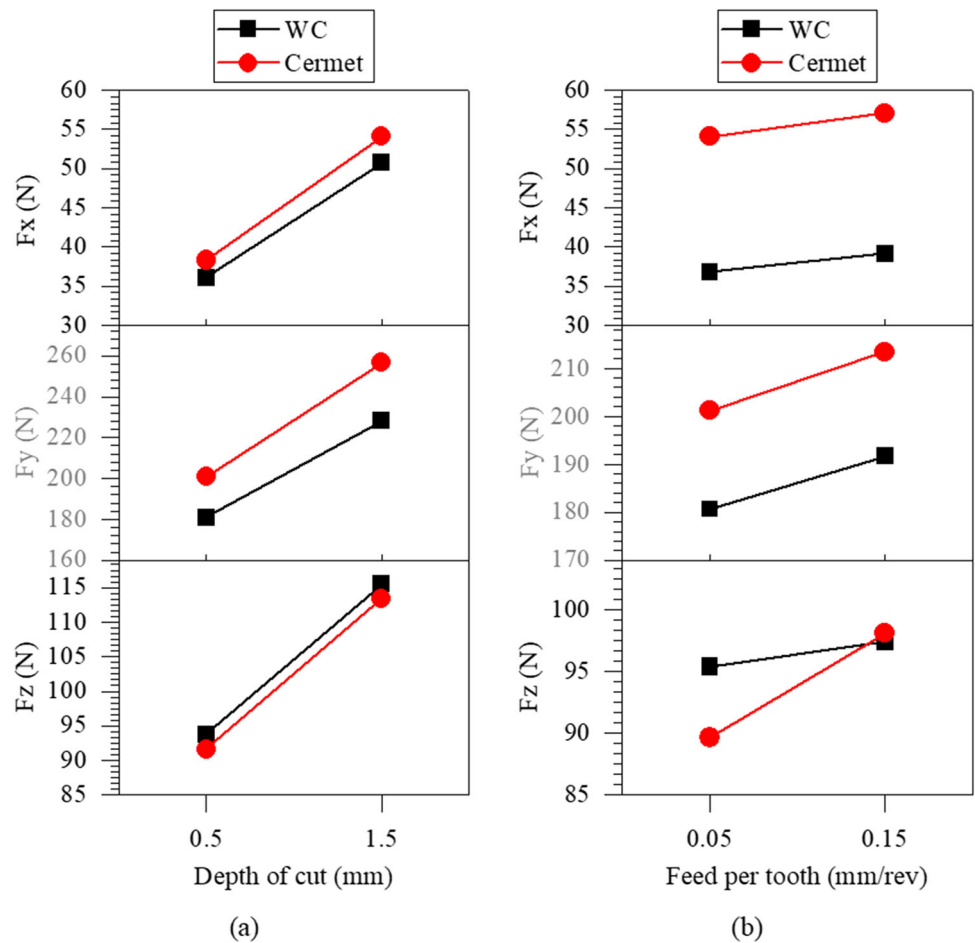 WC
Cermet
60
55
50
45
40
35
30
Fx (N)
260
240
220
200
180
160
Fy (N)
115
110
105
100
95
90
85
Fz (N)
0.5
1.5
Depth of cut (mm)
(a)
WC
Cermet
60
55
50
45
40
35
30
Fx (N)
210
200
190
180
170
Fy (N)
100
95
90
85
Fz (N)
0.05
0.15
Feed per tooth (mm/rev)
(b)